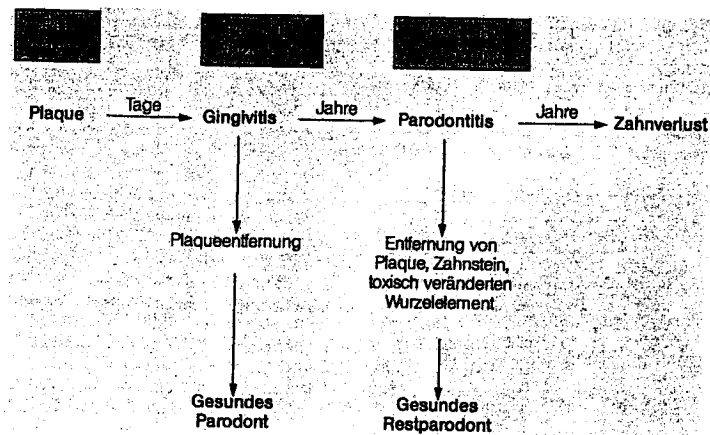 Plaque
Tage
Gingivitis
Jahre
Parodontitis
Jahre
Zahnverlust
Plaqueentfernung
Entfernung von
Plaque, Zahnstein,
toxisch veränderten
Wurzelelement
Gesundes
Parodont
Gesundes
Restparodont